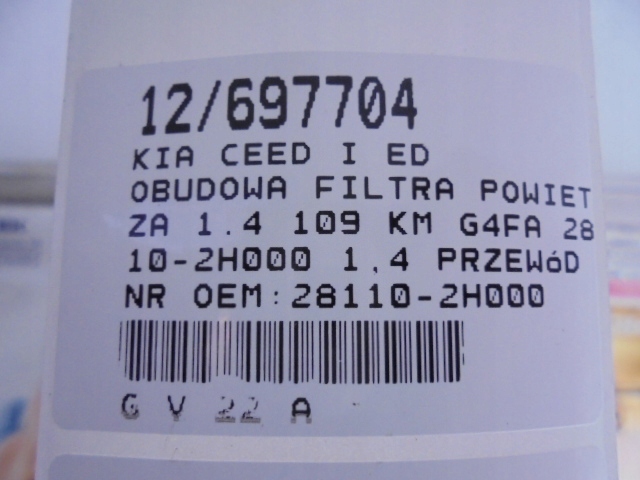 12/697704
KIA CEED I ED
OBUDOWA FILTRA POWIET
ZA 1.4 109 KM G4FA 28
10-2H000 1,4 PRZEWóD
NR OEM:28110-2H000
G V 22 A